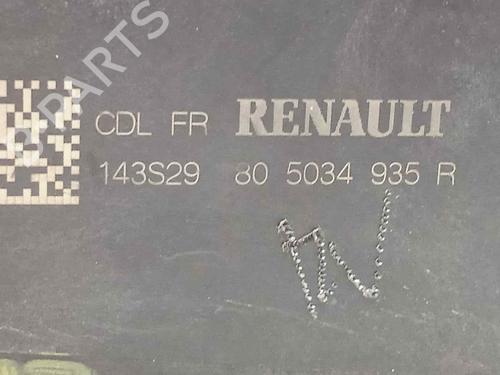 B-PARTS
CDL FR RENAULT
143S29 80 5034 935 R